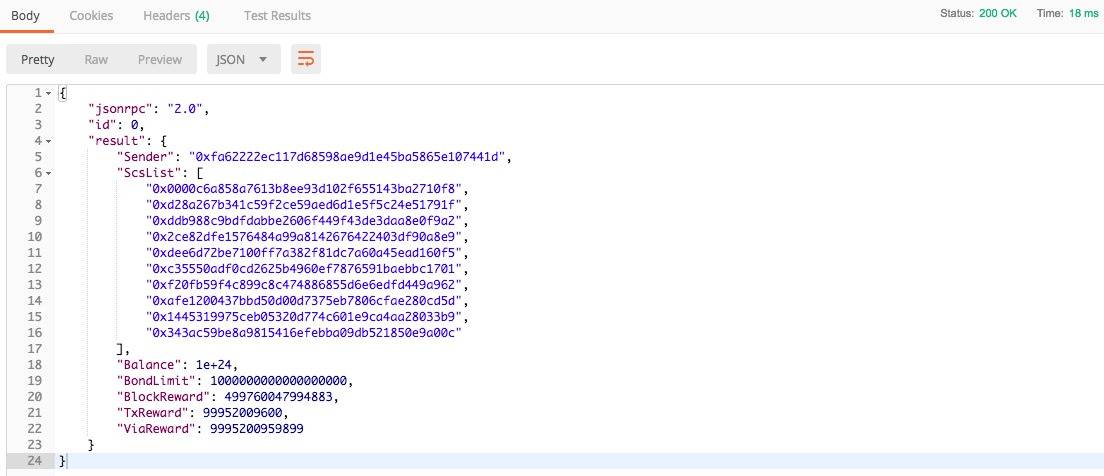 Body Cookies Headers (4) Test Results Status: 200 OK Time: 18 ms
Pretty Raw Preview JSON
1 {
2 "jsonrpc": "2.0",
3 "id": 0,
4 "result": {
5 "Sender": "0xfa62222ec117d68598ae9d1e45ba5865e107441d",
6 "ScsList": [
7 "0x0000c6a858a7613b8ee93d102f655143ba2710f8",
8 "0xd28a267b341c59f2ce59aed6d1e5f5c24e51791f",
9 "0xddb988c9bdfdabbe2606f449f43de3daa8e0f9a2",
10 "0x2ce82dfe1576484a99a8142676422403df90a8e9",
11 "0xdee6d72be7100ff7a382f81dc7a60a45ead160f5",
12 "0xc35550adf0cd2625b4960ef7876591baebbc1701",
13 "0xf20fb59f4c899c8c474886855d6e6edfd449a962",
14 "0xafe1200437bbd50d00d7375eb7806cfae280cd5d",
15 "0x1445319975ceb05320d774c601e9ca4aa28033b9",
16 "0x343ac59be8a9815416efebba09db521850e9a00c"
17 ],
18 "Balance": 1e+24,
19 "BondLimit": 1000000000000000000,
20 "BlockReward": 499760047994883,
21 "TxReward": 99952009600,
22 "ViaReward": 9995200959899
23 }
24 }